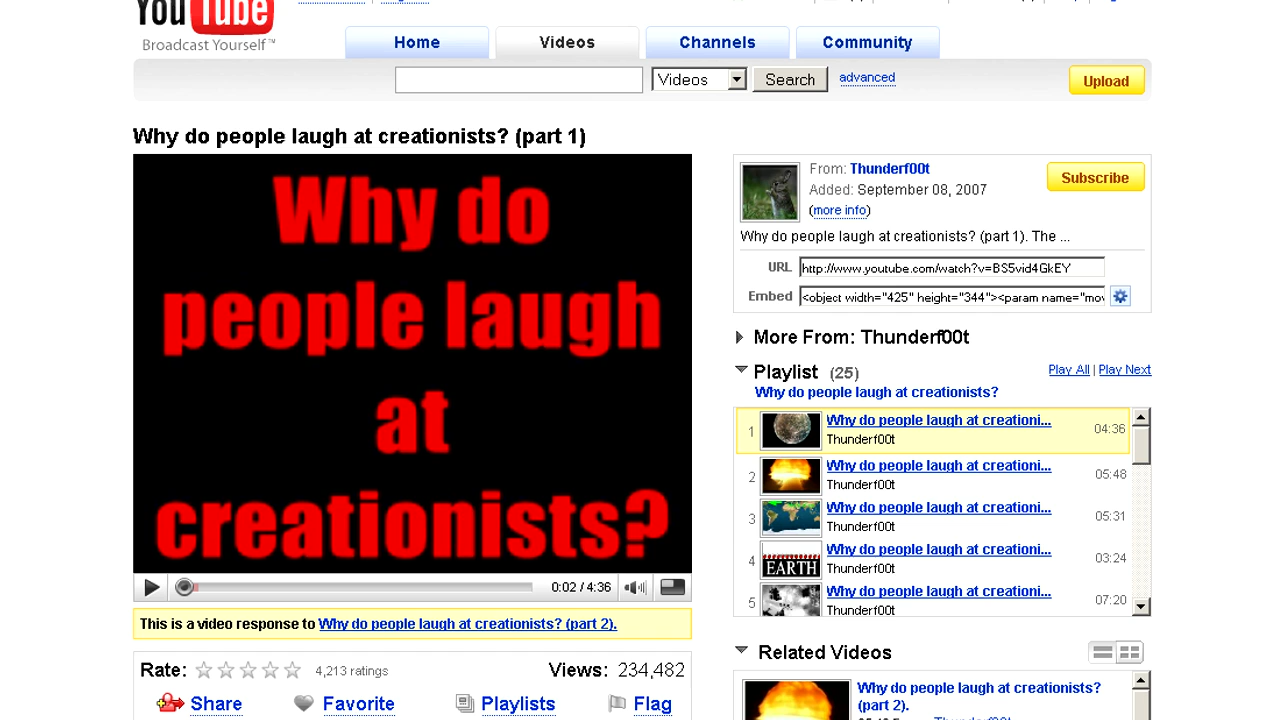 YouTube
Broadcast Yourself™
Home
Videos
Channels
Community
Videos
Search
advanced
Upload
Why do people laugh at creationists? (part 1)
Why do
people laugh
at
creationists?
0:02 / 4:36
This is a video response to Why do people laugh at creationists? (part 2).
Rate:
4,213 ratings
Views: 234,482
Share
Favorite
Playlists
Flag
From: Thunderf00t
Added: September 08, 2007
(more info)
Subscribe
Why do people laugh at creationists? (part 1). The ...
URL
http://www.youtube.com/watch?v=BS5vid4GkEY
Embed
<object width="425" height="344"><param name="mov
More From: Thunderf00t
Playlist (25)
Play All | Play Next
Why do people laugh at creationists?
1
Why do people laugh at creationi...
Thunderf00t
04:36
2
Why do people laugh at creationi...
Thunderf00t
05:48
3
Why do people laugh at creationi...
Thunderf00t
05:31
4
EARTH
Why do people laugh at creationi...
Thunderf00t
03:24
5
Why do people laugh at creationi...
Thunderf00t
07:20
Related Videos
Why do people laugh at creationists?
(part 2).